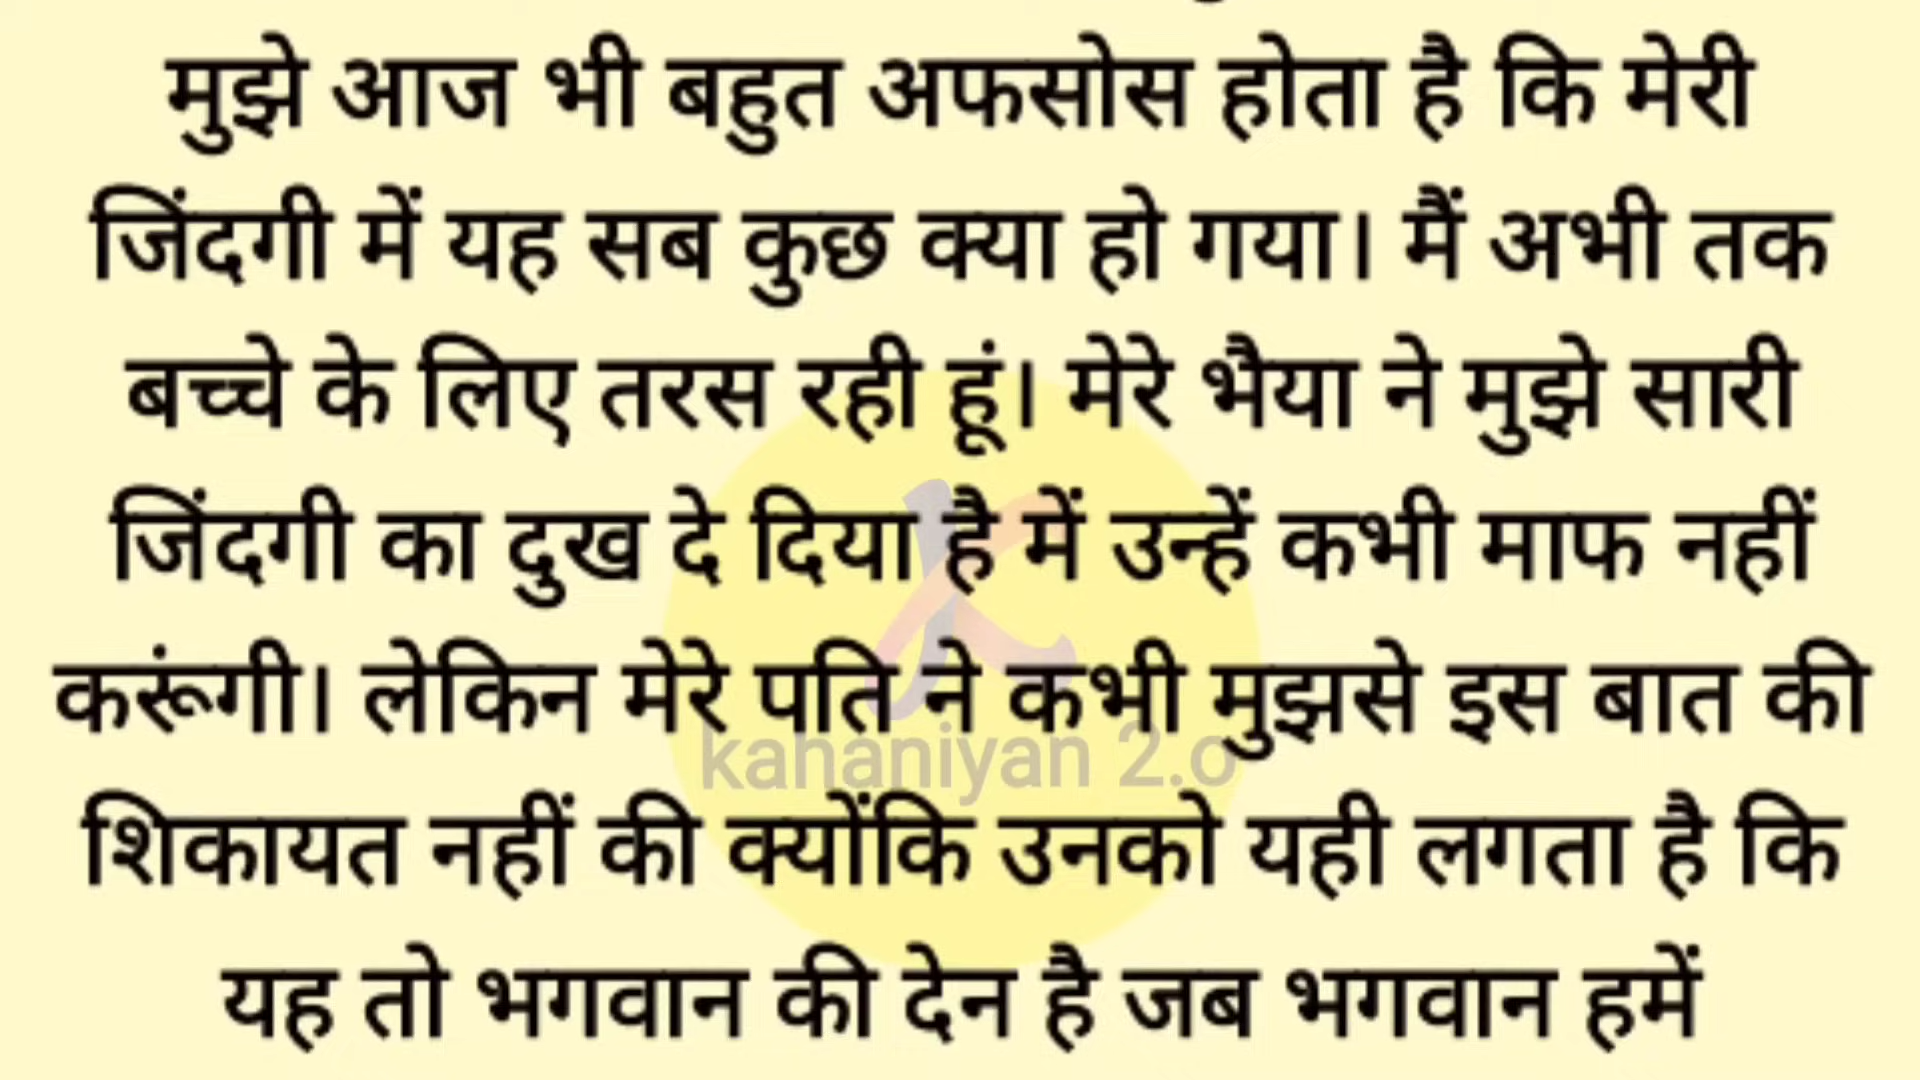 मुझे आज भी बहुत अफसोस होता है कि मेरी
जिंदगी में यह सब कुछ क्या हो गया। मैं अभी तक
बच्चे के लिए तरस रही हूं। मेरे भैया ने मुझे सारी
जिंदगी का दुख दे दिया है में उन्हें कभी माफ नहीं
करूंगी। लेकिन मेरे पति ने कभी मुझसे इस बात की
kahaniyan 2.o
शिकायत नहीं की क्योंकि उनको यही लगता है कि
यह तो भगवान की देन है जब भगवान हमें